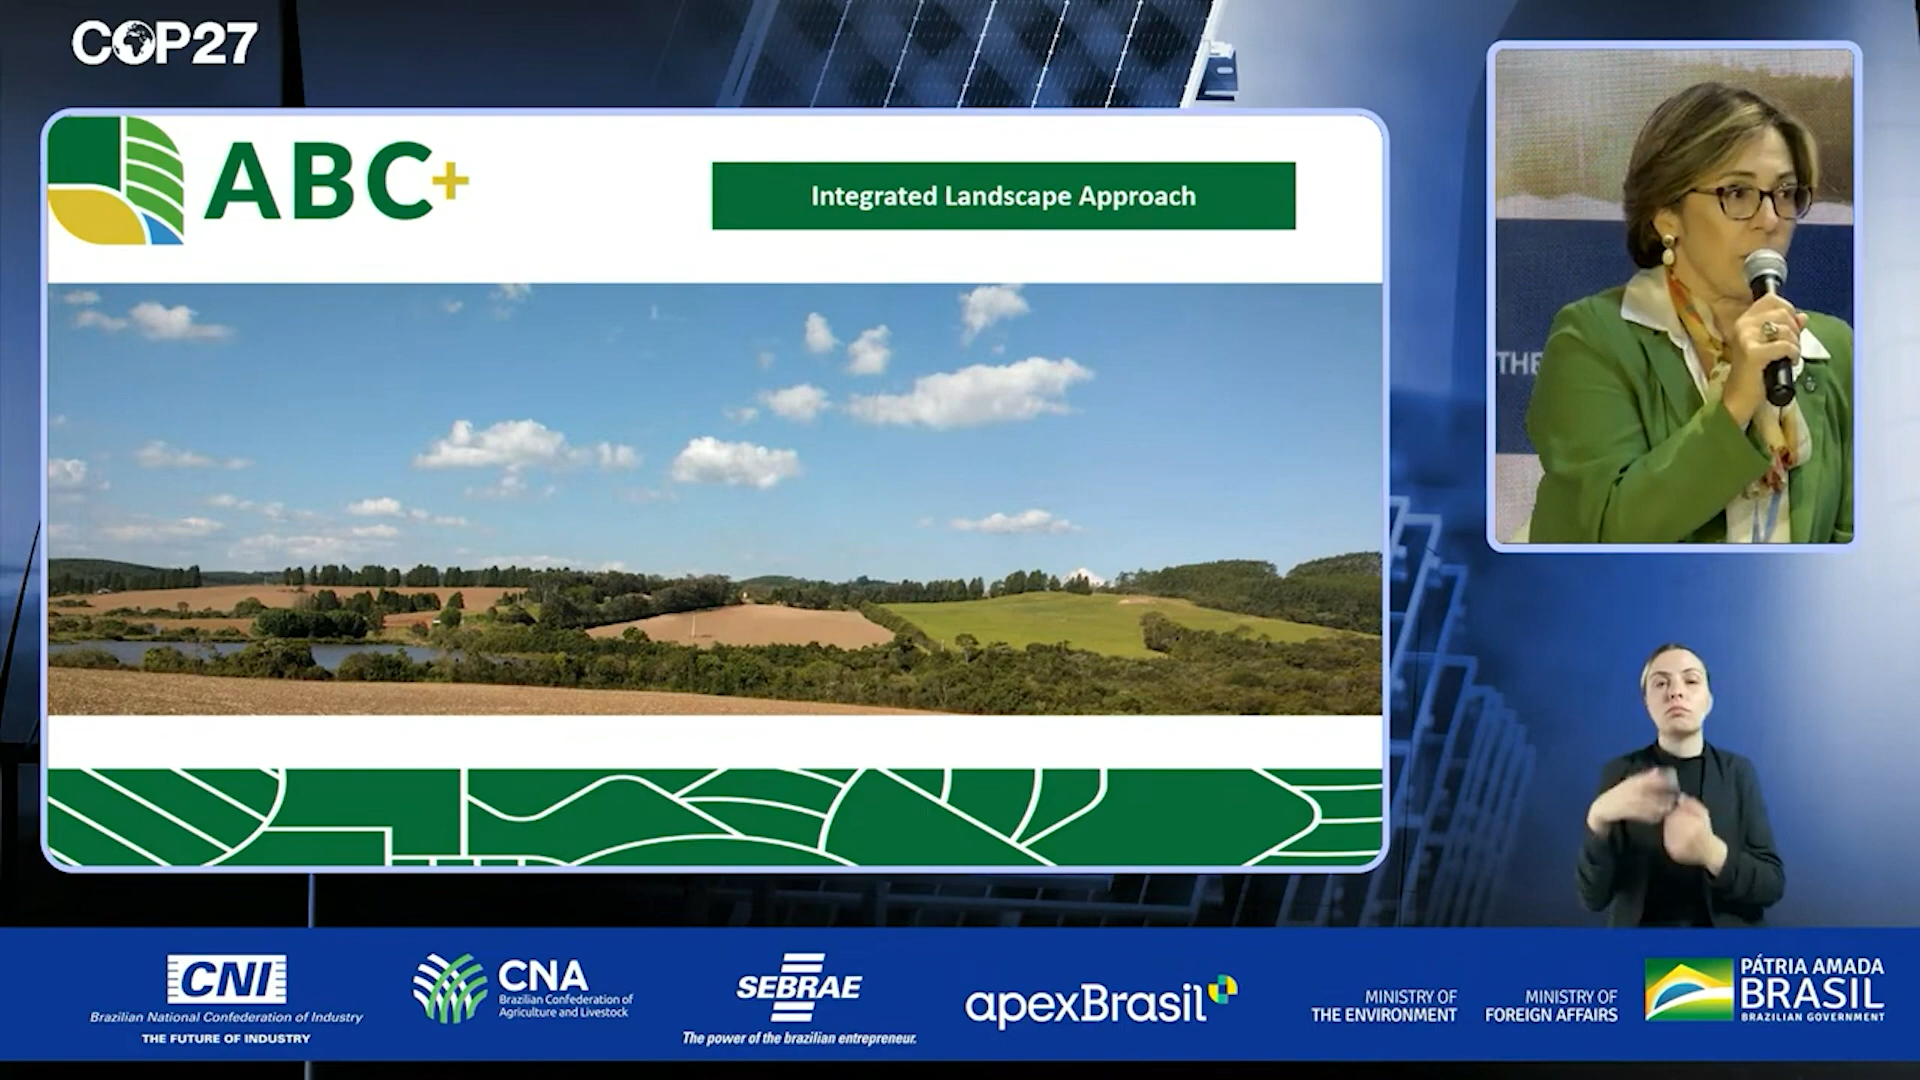 COP27
ABC+
Integrated Landscape Approach
THE
CNI
Brazilian National Confederation of Industry
THE FUTURE OF INDUSTRY
CNA
Brazilian Confederation of
Agriculture and Livestock
SEBRAE
The power of the brazilian entrepreneur.
apexBrasil
MINISTRY OF
THE ENVIRONMENT
MINISTRY OF
FOREIGN AFFAIRS
PÁTRIA AMADA
BRASIL
BRAZILIAN GOVERNMENT